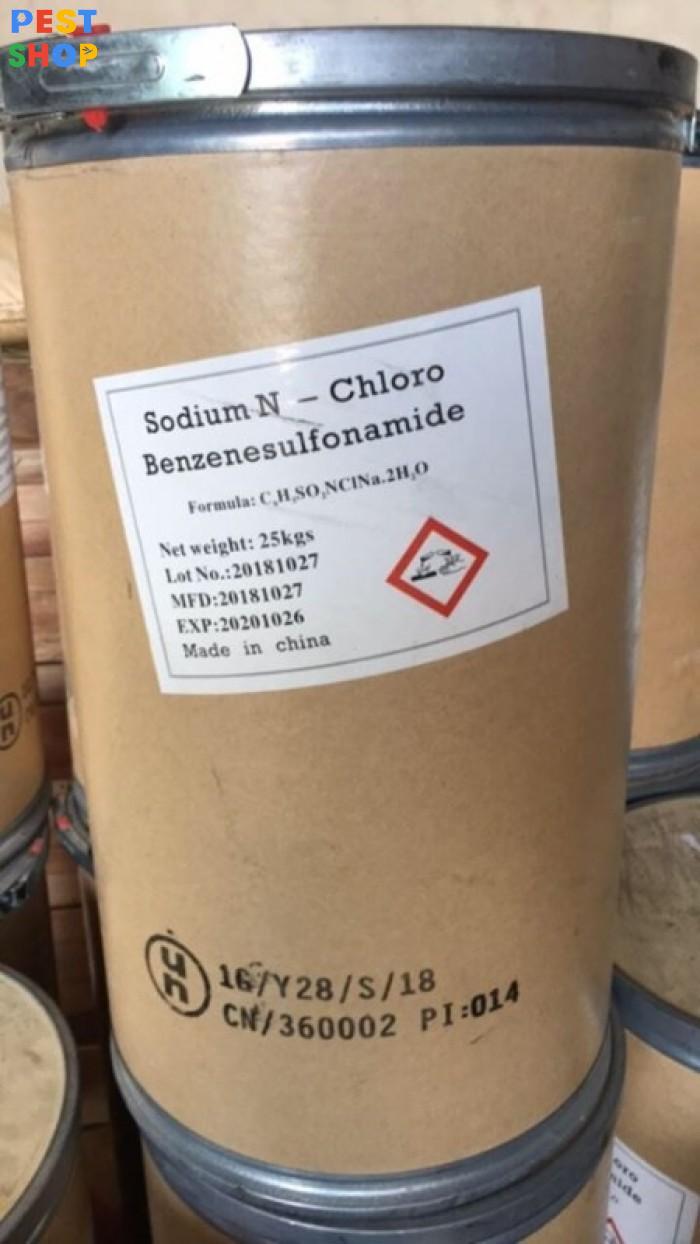 PEST
SHOP
Sodium N – Chloro
Benzenesulfonamide
Formula: C₆H₅SO₂NClNa.2H₂O
Net weight: 25kgs
Lot No.:20181027
MFD:20181027
EXP:20201026
Made in china
un
1G/Y28/S/18
CN/360002 PI:014